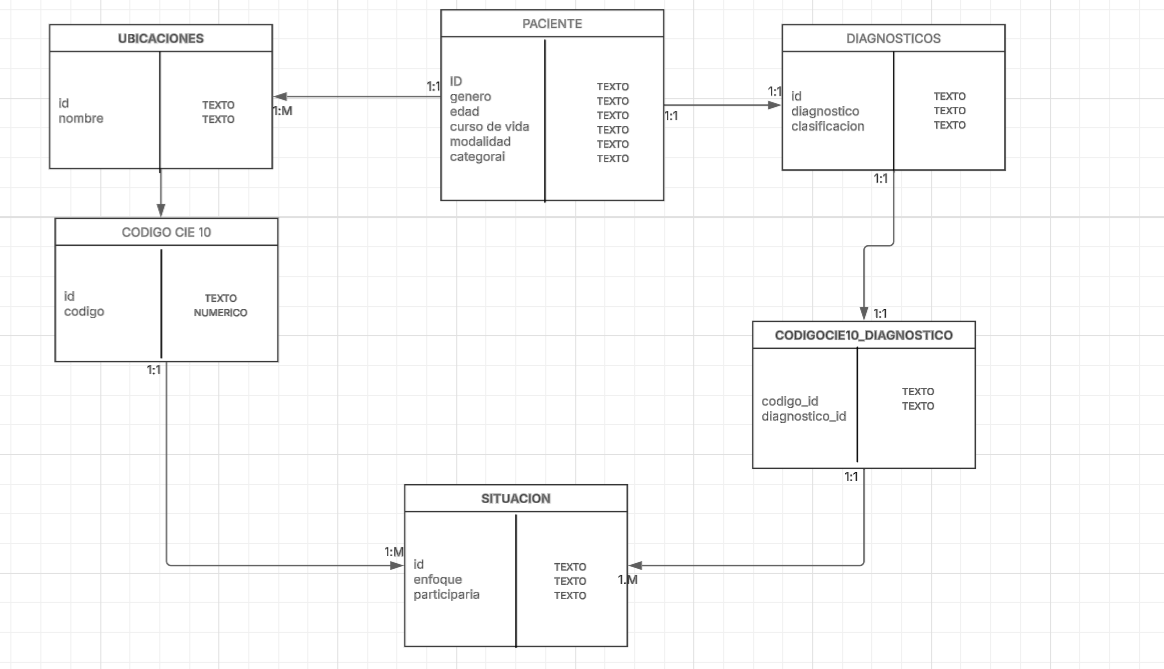 UBICACIONES
id
nombre
TEXTO
TEXTO
1:M
1:1
PACIENTE
ID
genero
edad
curso de vida
modalidad
categorai
TEXTO
TEXTO
TEXTO
TEXTO
TEXTO
TEXTO
1:1
1:1
DIAGNOSTICOS
id
diagnostico
clasificacion
TEXTO
TEXTO
TEXTO
1:1
CODIGO CIE 10
id
codigo
TEXTO
NUMERICO
1:1
1:1
CODIGOCIE10_DIAGNOSTICO
codigo_id
diagnostico_id
TEXTO
TEXTO
1:1
SITUACION
1:M
id
enfoque
participaria
TEXTO
TEXTO
TEXTO
1.M